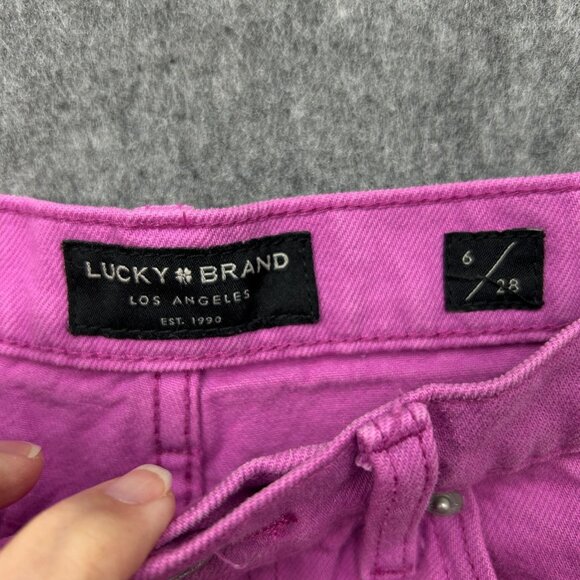 LUCKY BRAND
LOS ANGELES
EST. 1990
6/28